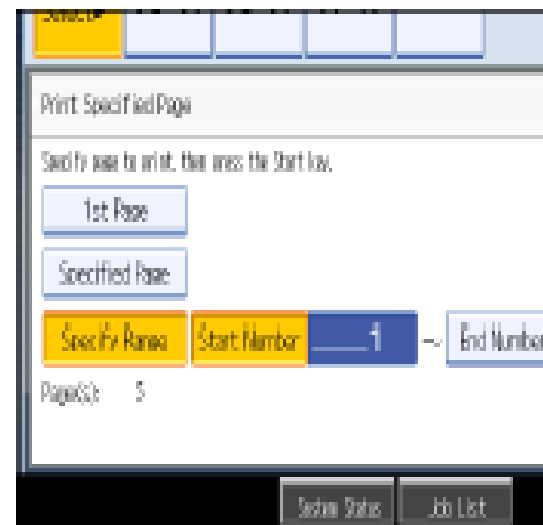 Print Specified Page
Specify page to print, then press the Start key.
1st Page
Specified Page
Specify Range Start Number 1 ~ End Number
Page(s): 5
System Status Job List